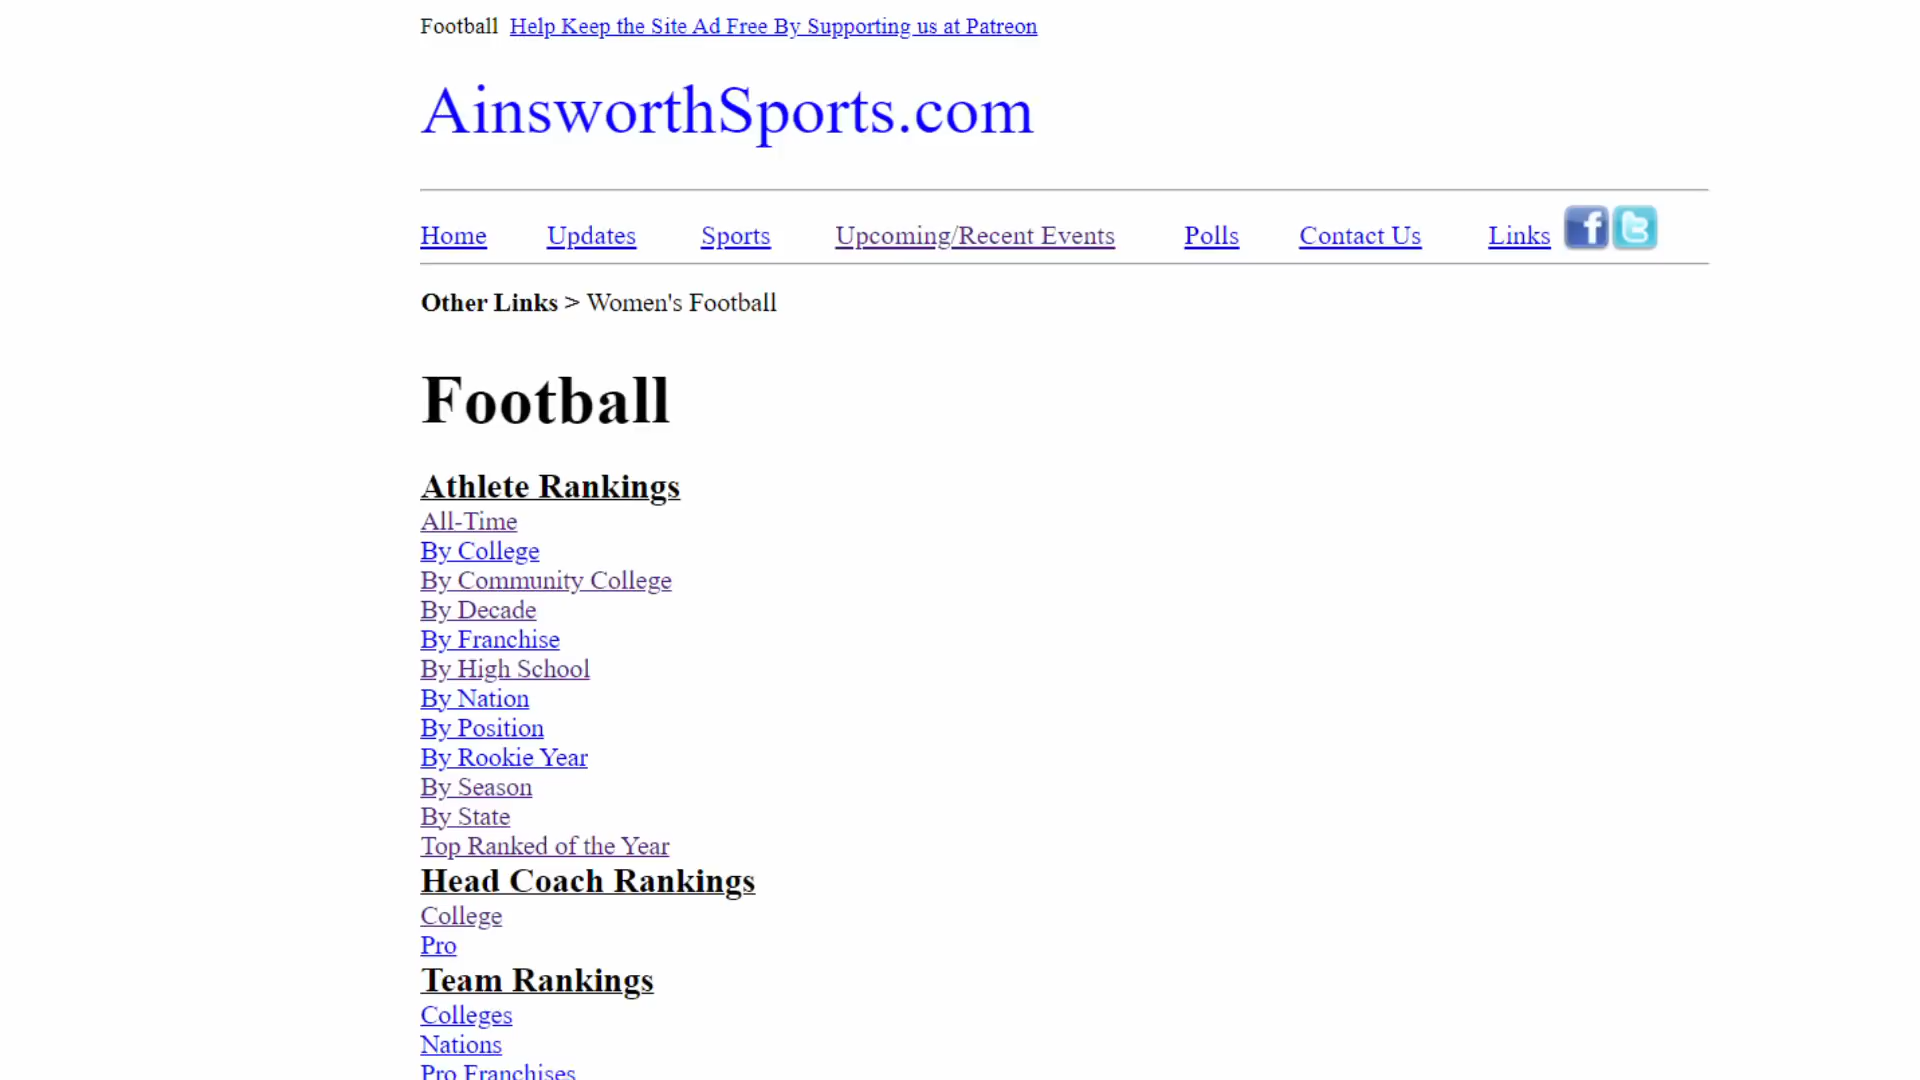 Football Help Keep the Site Ad Free By Supporting us at Patreon
AinsworthSports.com
Home Updates Sports Upcoming/Recent Events Polls Contact Us Links
Other Links > Women's Football
Football
Athlete Rankings
All-Time
By College
By Community College
By Decade
By Franchise
By High School
By Nation
By Position
By Rookie Year
By Season
By State
Top Ranked of the Year
Head Coach Rankings
College
Pro
Team Rankings
Colleges
Nations
Pro Franchises